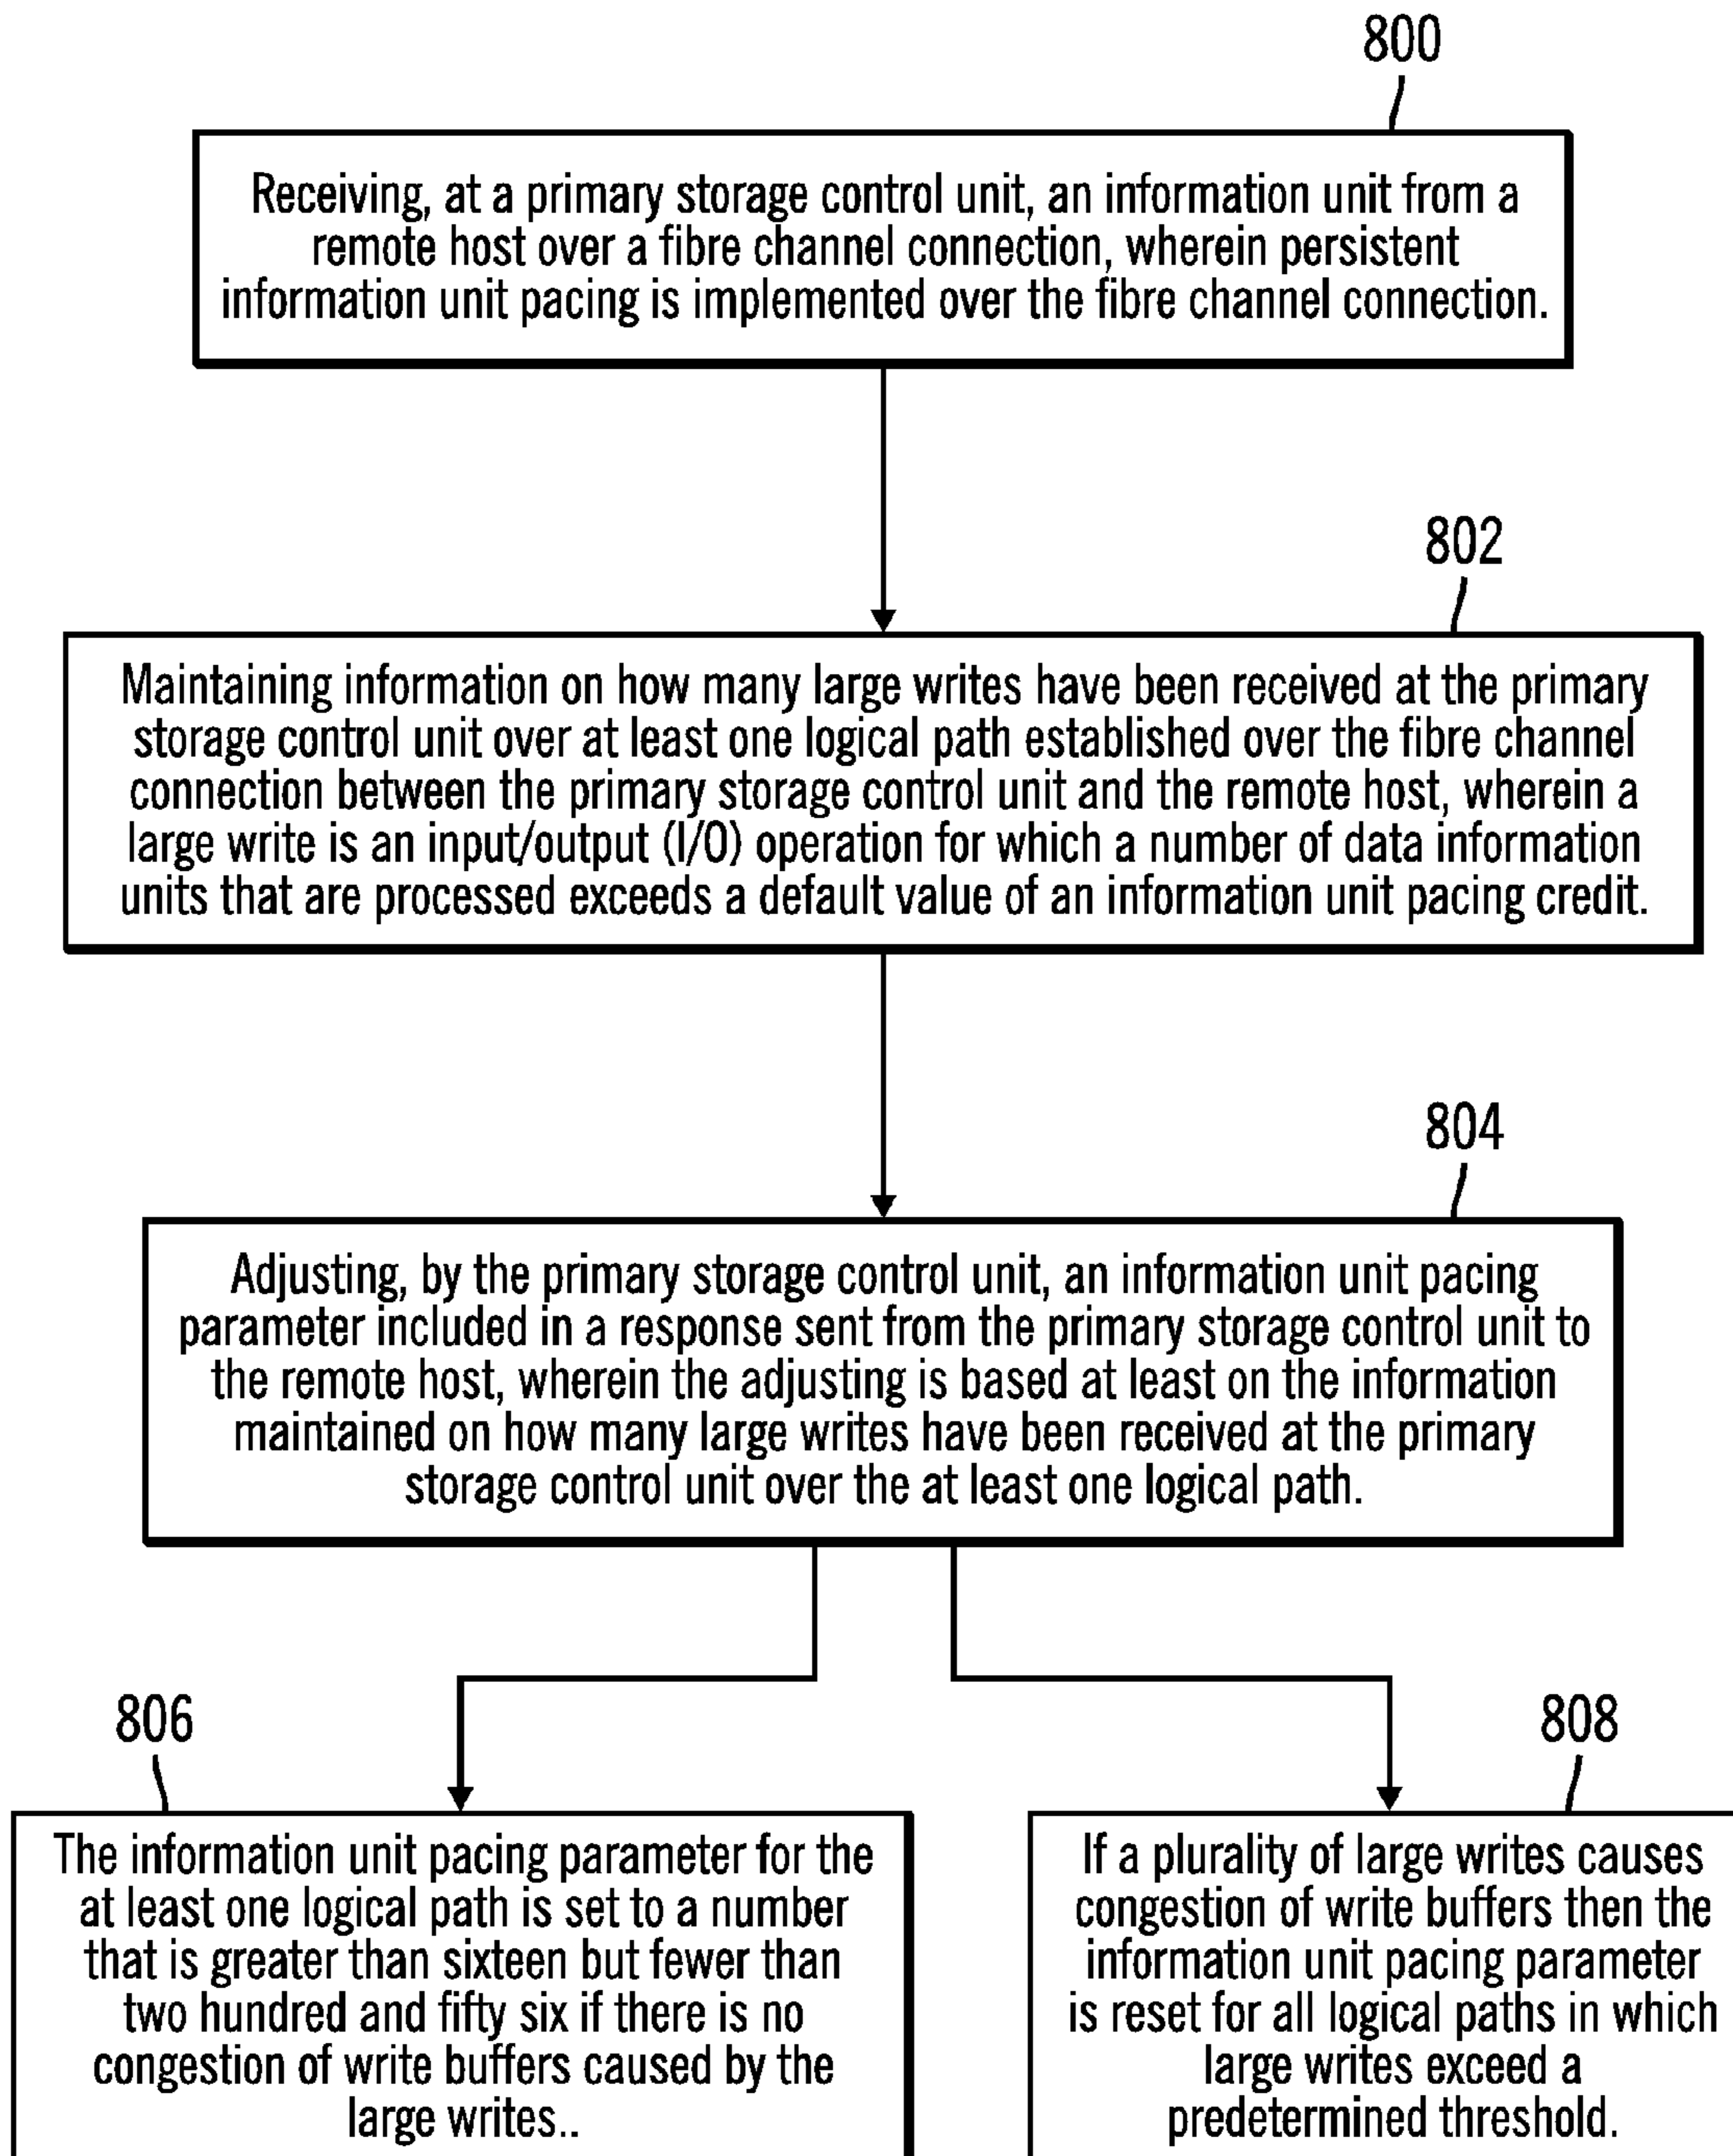 800
Receiving, at a primary storage control unit, an information unit from a
remote host over a fibre channel connection, wherein persistent
information unit pacing is implemented over the fibre channel connection.
802
Maintaining information on how many large writes have been received at the primary
storage control unit over at least one logical path established over the fibre channel
connection between the primary storage control unit and the remote host, wherein a
large write is an input/output (I/O) operation for which a number of data information
units that are processed exceeds a default value of an information unit pacing credit.
804
Adjusting, by the primary storage control unit, an information unit pacing
parameter included in a response sent from the primary storage control unit to
the remote host, wherein the adjusting is based at least on the information
maintained on how many large writes have been received at the primary
storage control unit over the at least one logical path.
806
The information unit pacing parameter for the
at least one logical path is set to a number
that is greater than sixteen but fewer than
two hundred and fifty six if there is no
congestion of write buffers caused by the
large writes..
808
If a plurality of large writes causes
congestion of write buffers then the
information unit pacing parameter
is reset for all logical paths in which
large writes exceed a
predetermined threshold.